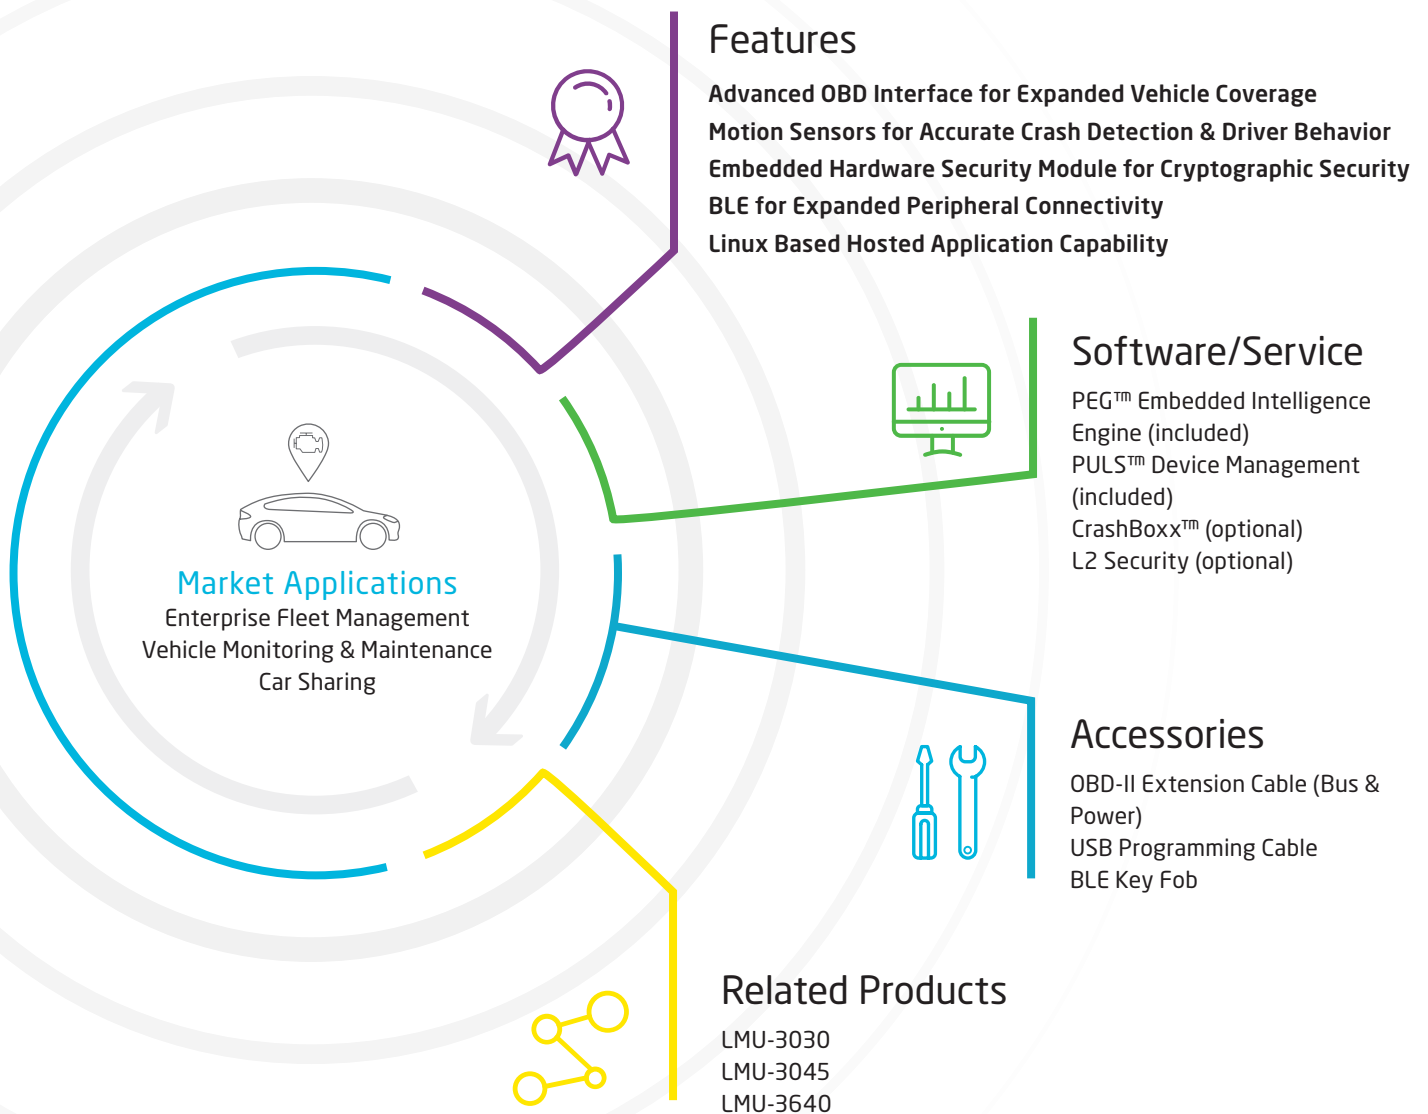 Features
Advanced OBD Interface for Expanded Vehicle Coverage
Motion Sensors for Accurate Crash Detection & Driver Behavior
Embedded Hardware Security Module for Cryptographic Security
BLE for Expanded Peripheral Connectivity
Linux Based Hosted Application Capability
Software/Service
PEG™ Embedded Intelligence
Engine (included)
PULS™ Device Management
(included)
CrashBoxx™ (optional)
L2 Security (optional)
Market Applications
Enterprise Fleet Management
Vehicle Monitoring & Maintenance
Car Sharing
Accessories
OBD-II Extension Cable (Bus &
Power)
USB Programming Cable
BLE Key Fob
Related Products
LMU-3030
LMU-3045
LMU-3640